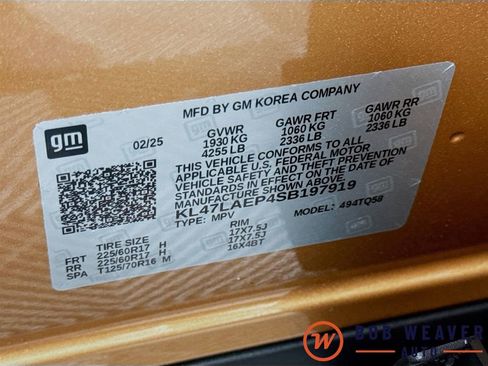 gm
MFD BY GM KOREA COMPANY
02/25 GVWR GAWR FRT GAWR RR
1930 KG 1060 KG 1060 KG
4255 LB 2336 LB 2336 LB
THIS VEHICLE CONFORMS TO ALL
APPLICABLE U.S. FEDERAL MOTOR
VEHICLE SAFETY AND THEFT PREVENTION
STANDARDS IN EFFECT ON THE DATE OF
MANUFACTURE SHOWN ABOVE.
KL47LAEP4SB197919
TYPE: MPV MODEL: 494TQ58
TIRE SIZE RIM
FRT 225/60R17 H 17X7.5J
RR 225/60R17 H 17X7.5J
SPA T125/70R16 M 16X4BT
W BOB WEAVER
AUTO